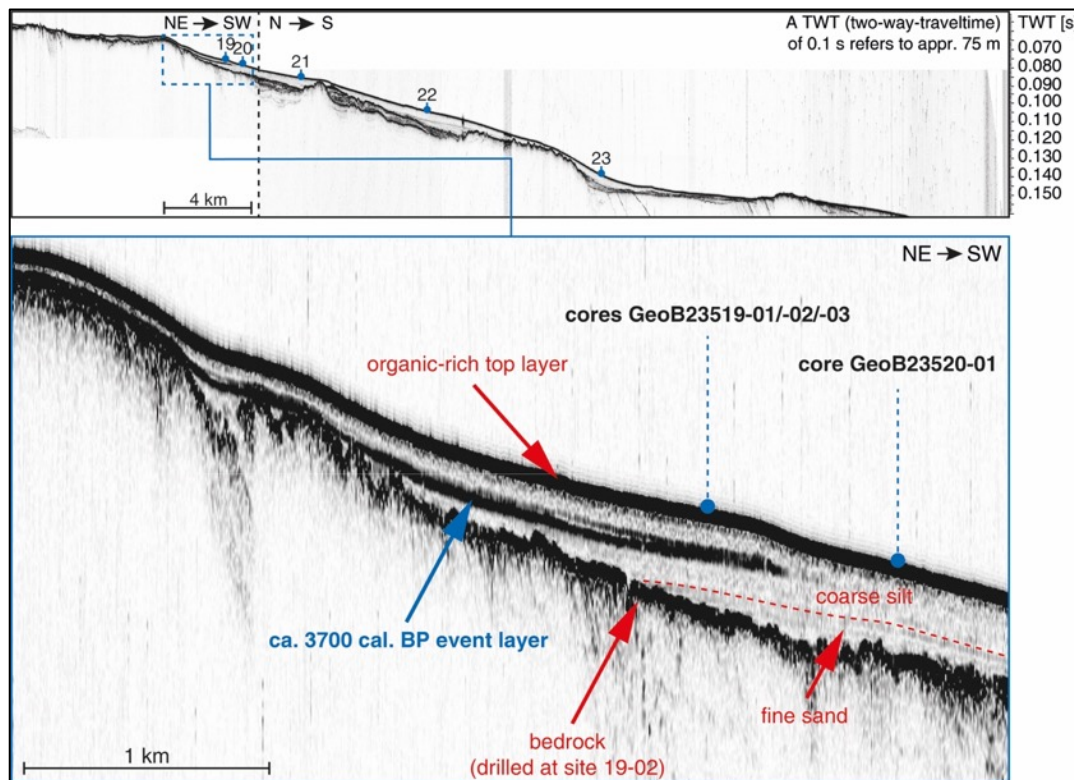 NE → SW N → S
A TWT (two-way-traveltime)
of 0.1 s refers to appr. 75 m
TWT [s
0.070
0.080
0.090
0.100
0.110
0.120
0.130
0.140
0.150
19
20
21
22
23
4 km
NE → SW
cores GeoB23519-01/-02/-03
core GeoB23520-01
organic-rich top layer
coarse silt
ca. 3700 cal. BP event layer
fine sand
bedrock
(drilled at site 19-02)
1 km